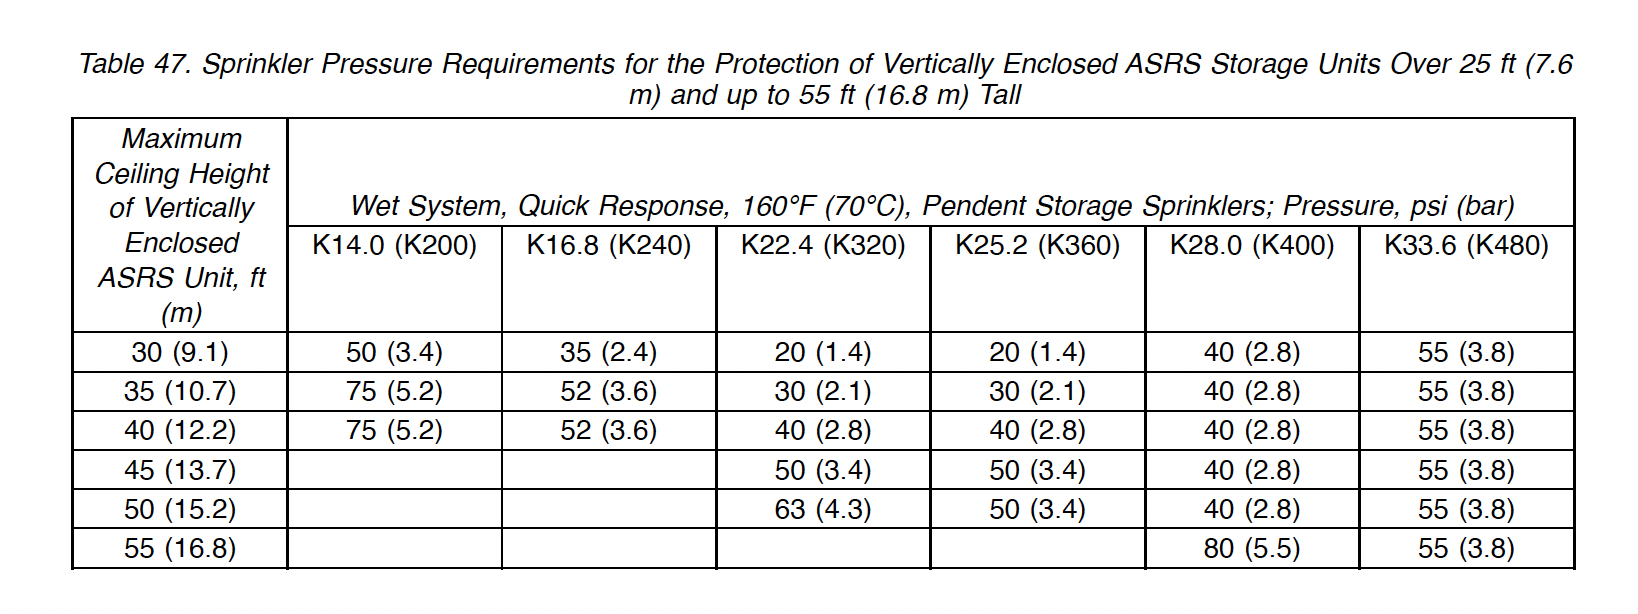 Table 47. Sprinkler Pressure Requirements for the Protection of Vertically Enclosed ASRS Storage Units Over 25 ft (7.6
m) and up to 55 ft (16.8 m) Tall
Maximum
Ceiling Height
of Vertically
Enclosed
ASRS Unit, ft
(m)
Wet System, Quick Response, 160°F (70°C), Pendent Storage Sprinklers; Pressure, psi (bar)
K14.0 (K200) K16.8 (K240) K22.4 (K320) K25.2 (K360) K28.0 (K400) K33.6 (K480)
30 (9.1) 50 (3.4) 35 (2.4) 20 (1.4) 20 (1.4) 40 (2.8) 55 (3.8)
35 (10.7) 75 (5.2) 52 (3.6) 30 (2.1) 30 (2.1) 40 (2.8) 55 (3.8)
40 (12.2) 75 (5.2) 52 (3.6) 40 (2.8) 40 (2.8) 40 (2.8) 55 (3.8)
45 (13.7) 50 (3.4) 50 (3.4) 40 (2.8) 55 (3.8)
50 (15.2) 63 (4.3) 50 (3.4) 40 (2.8) 55 (3.8)
55 (16.8) 80 (5.5) 55 (3.8)